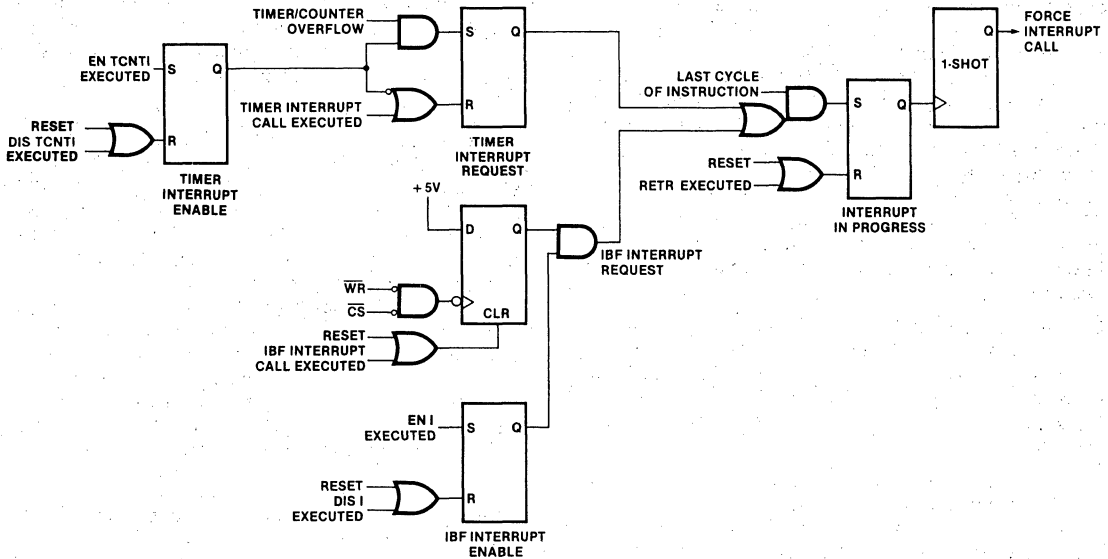 TIMER/COUNTER
OVERFLOW
S
Q
EN TCNTI
EXECUTED
S
Q
TIMER INTERRUPT
CALL EXECUTED
R
RESET
DIS TCNTI
EXECUTED
R
TIMER
INTERRUPT
ENABLE
TIMER
INTERRUPT
REQUEST
LAST CYCLE
OF INSTRUCTION
S
Q
Q
1-SHOT
FORCE
INTERRUPT
CALL
RESET
RETR EXECUTED
R
INTERRUPT
IN PROGRESS
+5V
D
Q
IBF INTERRUPT
REQUEST
W̅R̅
C̅S̅
CLR
RESET
IBF INTERRUPT
CALL EXECUTED
EN I
EXECUTED
S
Q
RESET
DIS I
EXECUTED
R
IBF INTERRUPT
ENABLE